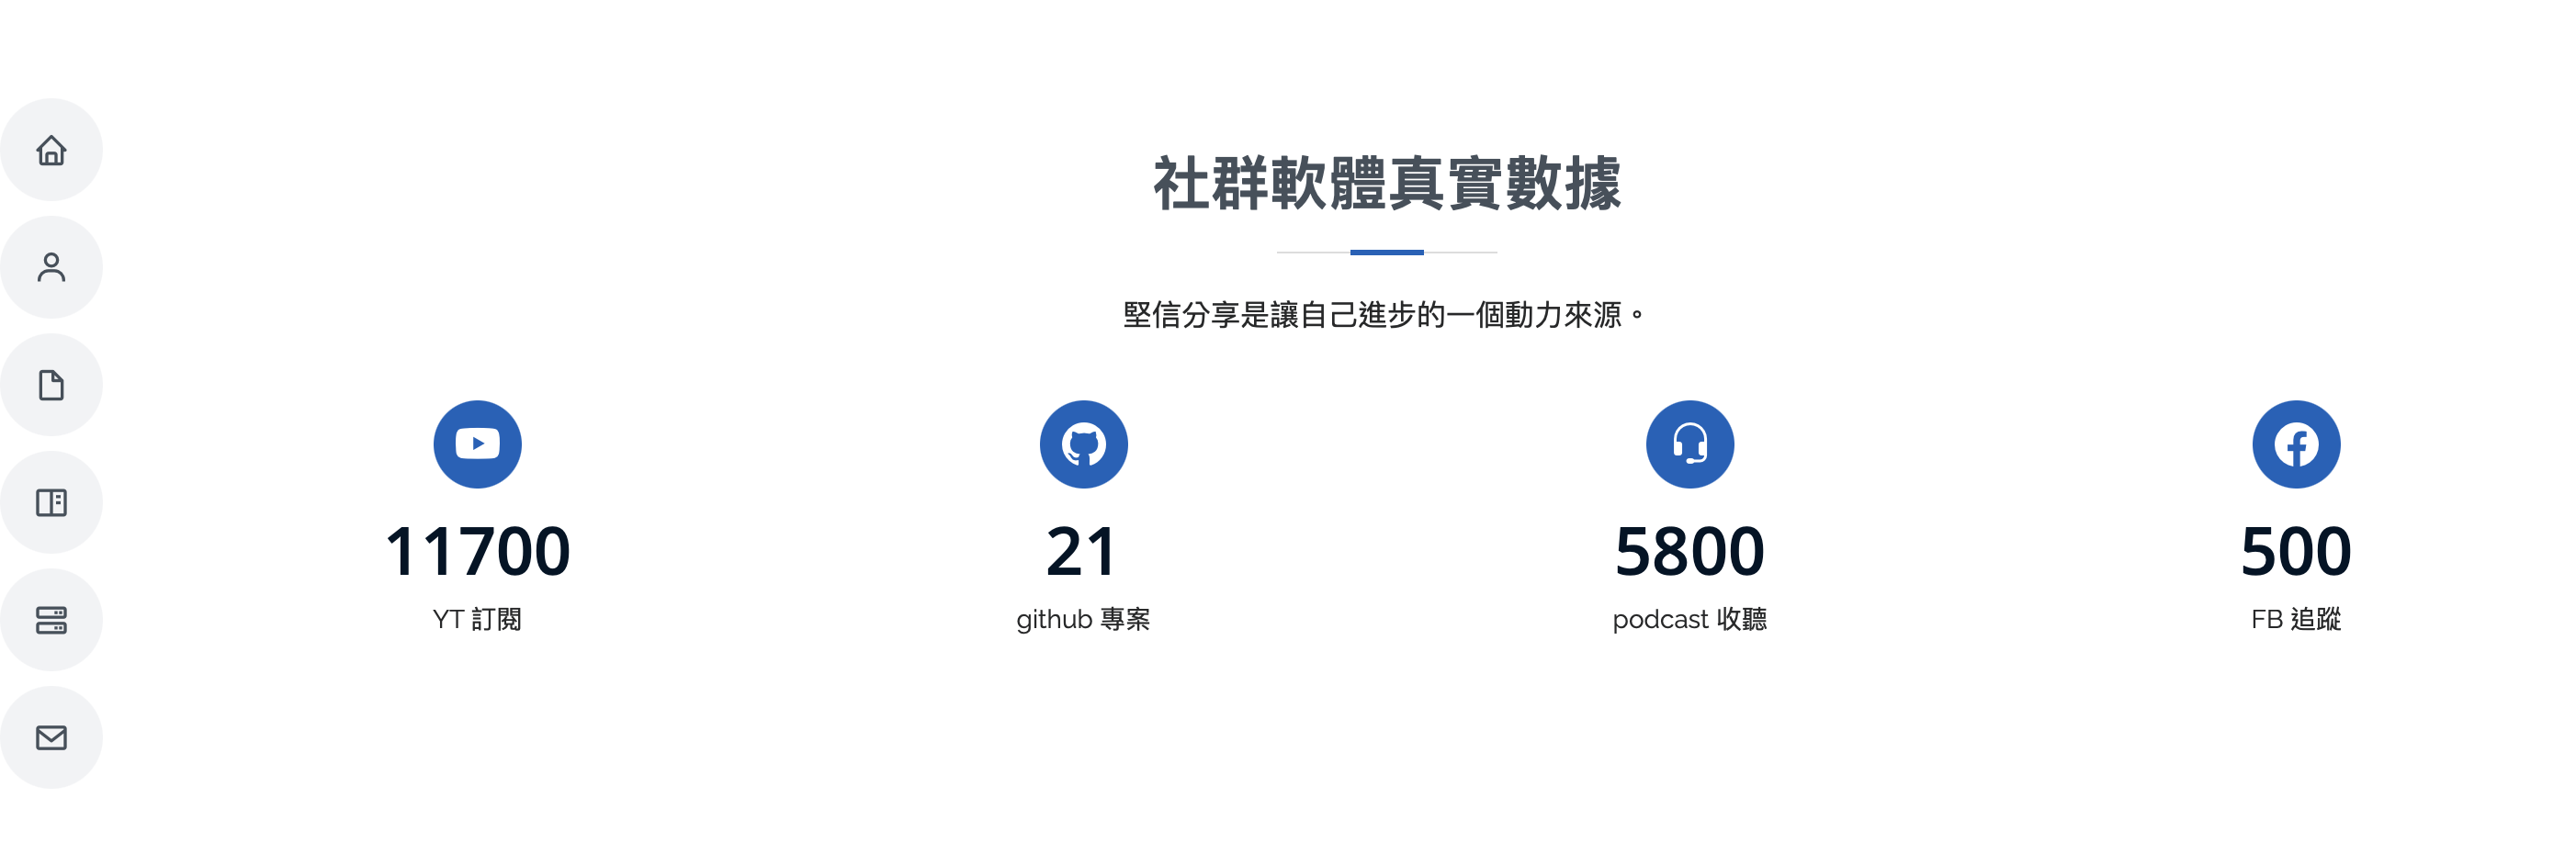 社群軟體真實數據
堅信分享是讓自己進步的一個動力來源。
11700
YT 訂閱
21
github 專案
5800
podcast 收聽
500
FB 追蹤